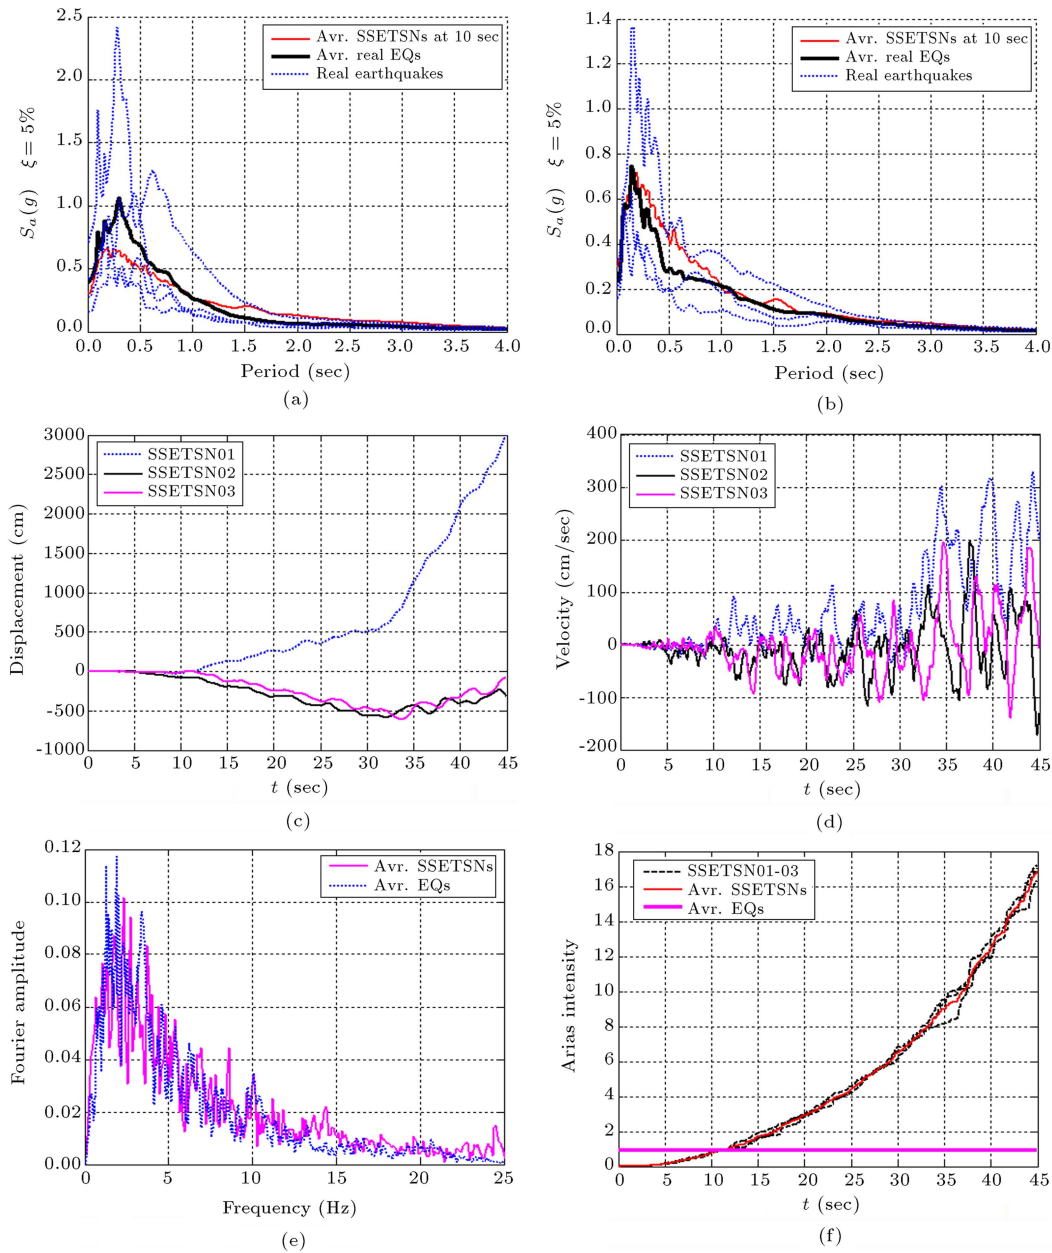 Avr. SSETSNs at 10 sec
Avr. real EQs
Real earthquakes
2.5
2.0
1.5
1.0
0.5
0.0
Sₐ(g) ξ = 5%
0.0 0.5 1.0 1.5 2.0 2.5 3.0 3.5 4.0
Period (sec)
(a)
Avr. SSETSNs at 10 sec
Avr. real EQs
Real earthquakes
1.4
1.2
1.0
0.8
0.6
0.4
0.2
0.0
Sₐ(g) ξ = 5%
0.0 0.5 1.0 1.5 2.0 2.5 3.0 3.5 4.0
Period (sec)
(b)
SSETSN01
SSETSN02
SSETSN03
3000
2500
2000
1500
1000
500
0
-500
-1000
Displacement (cm)
0 5 10 15 20 25 30 35 40 45
t (sec)
(c)
SSETSN01
SSETSN02
SSETSN03
400
300
200
100
0
-100
-200
Velocity (cm/sec)
0 5 10 15 20 25 30 35 40 45
t (sec)
(d)
Avr. SSETSNs
Avr. EQs
0.12
0.10
0.08
0.06
0.04
0.02
0.00
Fourier amplitude
0 5 10 15 20 25
Frequency (Hz)
(e)
SSETSN01-03
Avr. SSETSNs
Avr. EQs
18
16
14
12
10
8
6
4
2
0
Arias intensity
0 5 10 15 20 25 30 35 40 45
t (sec)
(f)